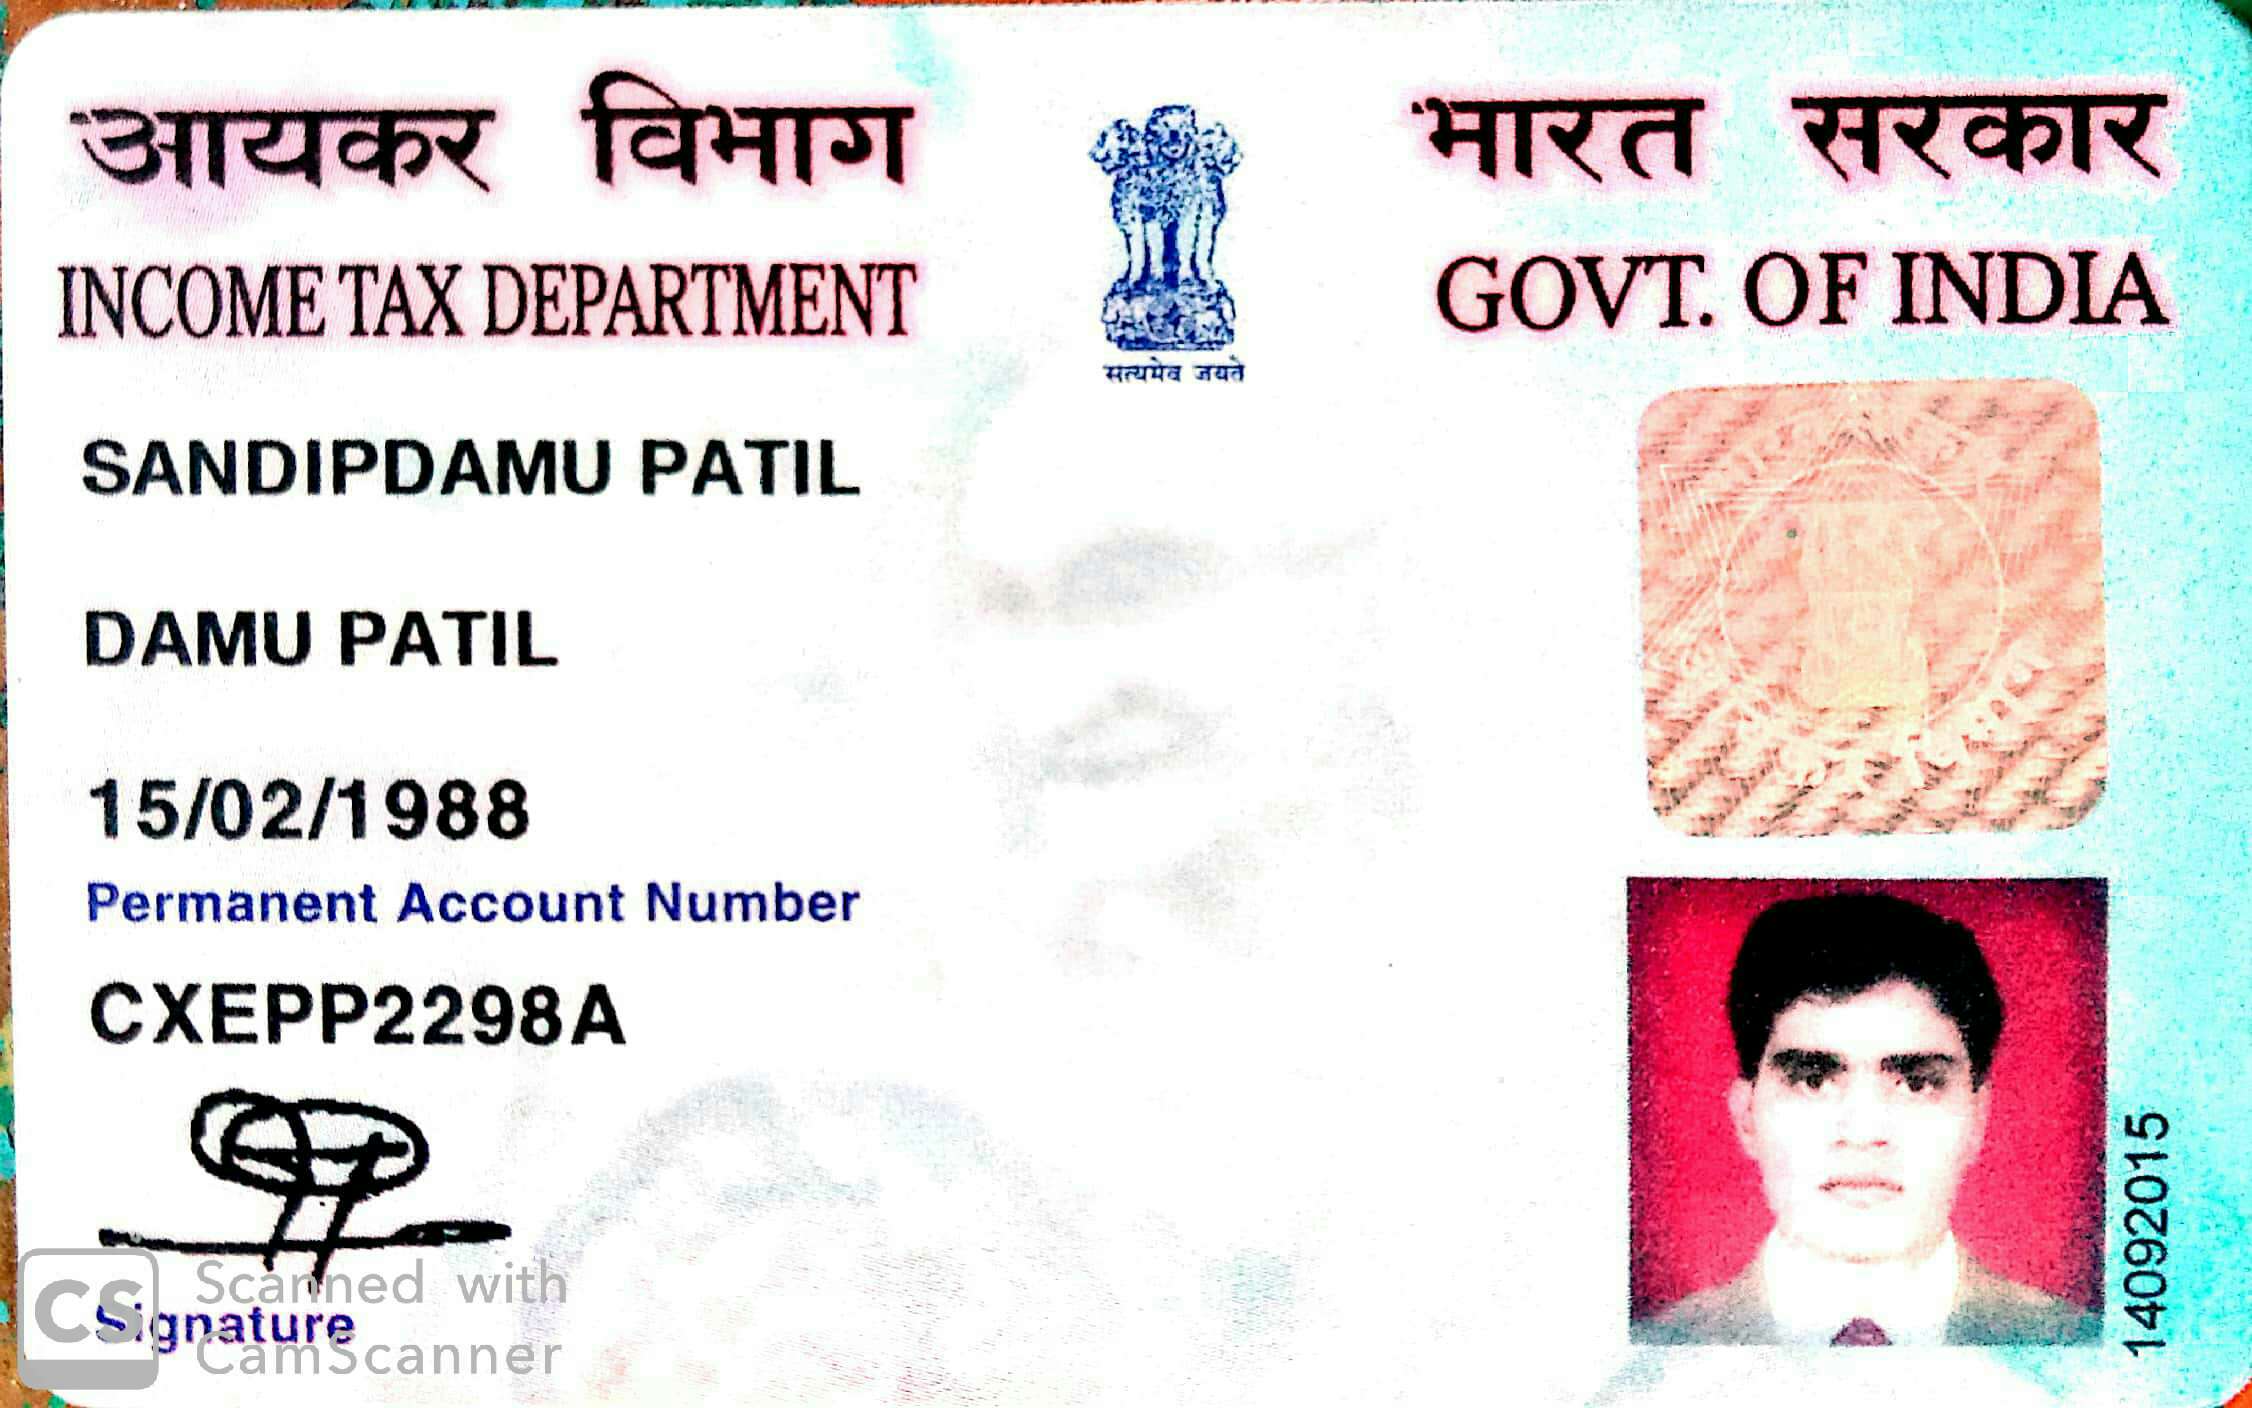 आयकर विभाग
INCOME TAX DEPARTMENT
सत्यमेव जयते
भारत सरकार
GOVT. OF INDIA
SANDIPDAMU PATIL
DAMU PATIL
15/02/1988
Permanent Account Number
CXEPP2298A
Signature
14092015
CS
Scanned with
CamScanner